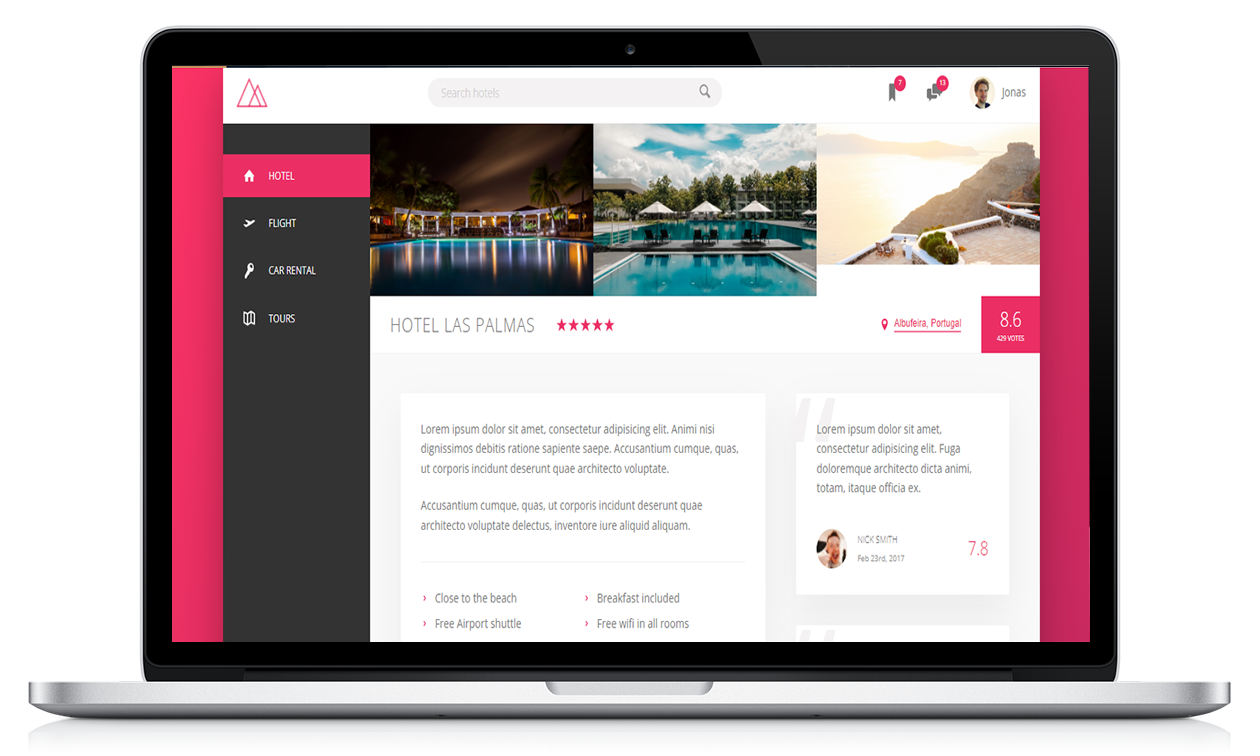 Search hotels
7
13
Jonas
HOTEL
FLIGHT
CAR RENTAL
TOURS
HOTEL LAS PALMAS
Albufeira, Portugal
8.6
429 VOTES
Lorem ipsum dolor sit amet, consectetur adipisicing elit. Animi nisi
dignissimos debitis ratione sapiente saepe. Accusantium cumque, quas,
ut corporis incidunt deserunt quae architecto voluptate.
Accusantium cumque, quas, ut corporis incidunt deserunt quae
architecto voluptate delectus, inventore iure aliquid aliquam.
› Close to the beach
› Breakfast included
› Free Airport shuttle
› Free wifi in all rooms
Lorem ipsum dolor sit amet,
consectetur adipisicing elit. Fuga
doloremque architecto dicta animi,
totam, itaque officia ex.
NICK SMITH
Feb 23rd, 2017
7.8